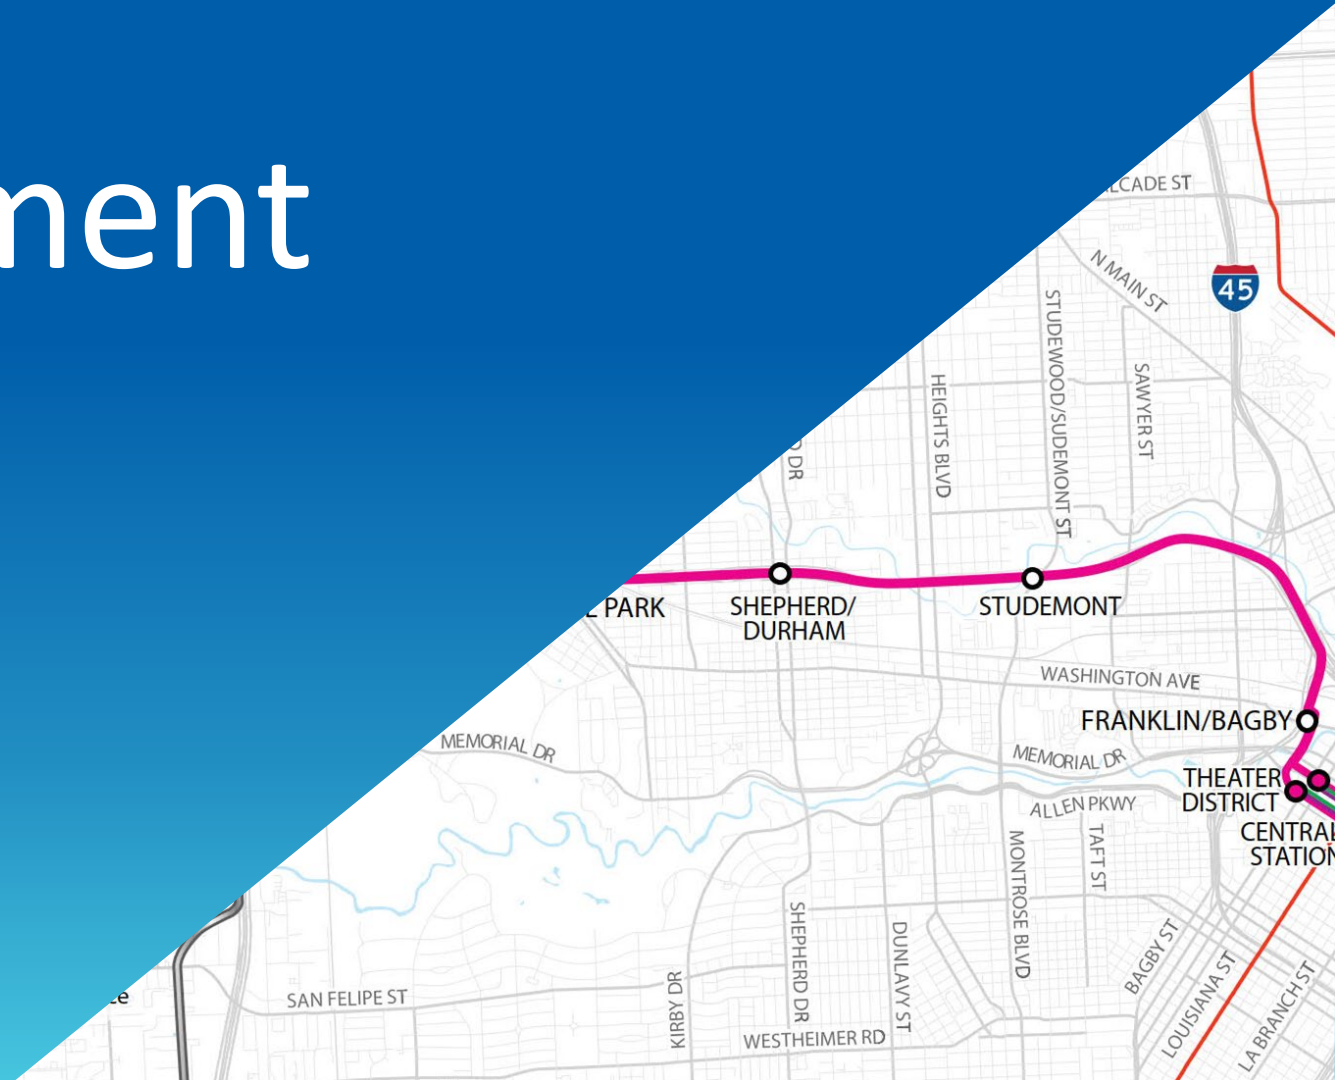 ment
LCADE ST
N MAIN ST
45
STUDEWOOD/SUDEMONT ST
SAWYER ST
HEIGHTS BLVD
D DR
L PARK
SHEPHERD/
DURHAM
STUDEMONT
WASHINGTON AVE
FRANKLIN/BAGBY
MEMORIAL DR
MEMORIAL DR
THEATER
DISTRICT
ALLEN PKWY
CENTRAL
STATION
TAFT ST
MONTROSE BLVD
SHEPHERD DR
DUNLAVY ST
BAGBY ST
LOUISIANA ST
LA BRANCH ST
KIRBY DR
ce
SAN FELIPE ST
WESTHEIMER RD